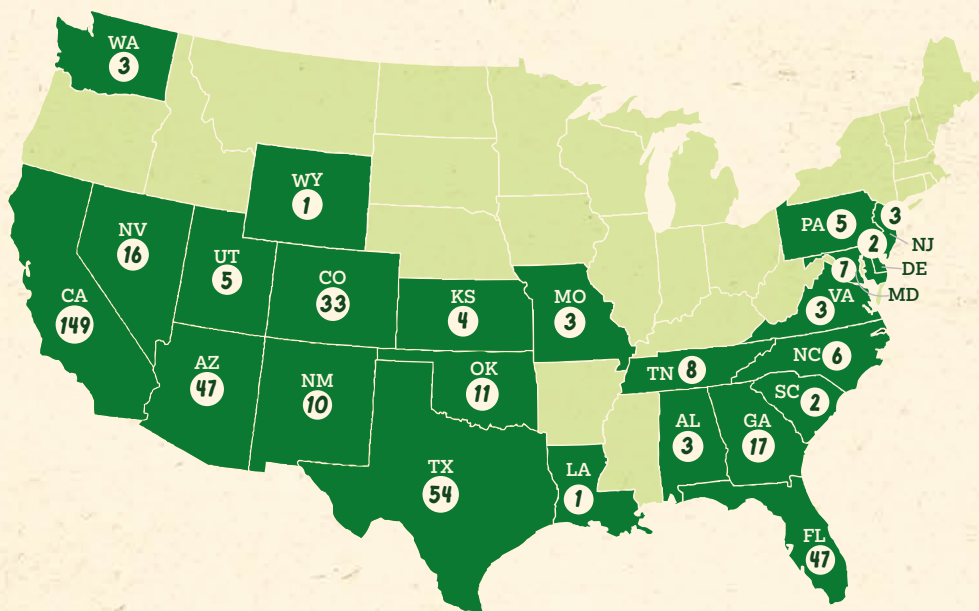 WA
3
WY
1
NV
16
UT
5
CO
33
CA
149
KS
4
MO
3
PA 5
3
NJ
2
DE
7
MD
3 VA
AZ
47
NM
10
OK
11
TN 8
NC 6
SC 2
TX
54
LA
1
AL
3
GA
17
FL
47